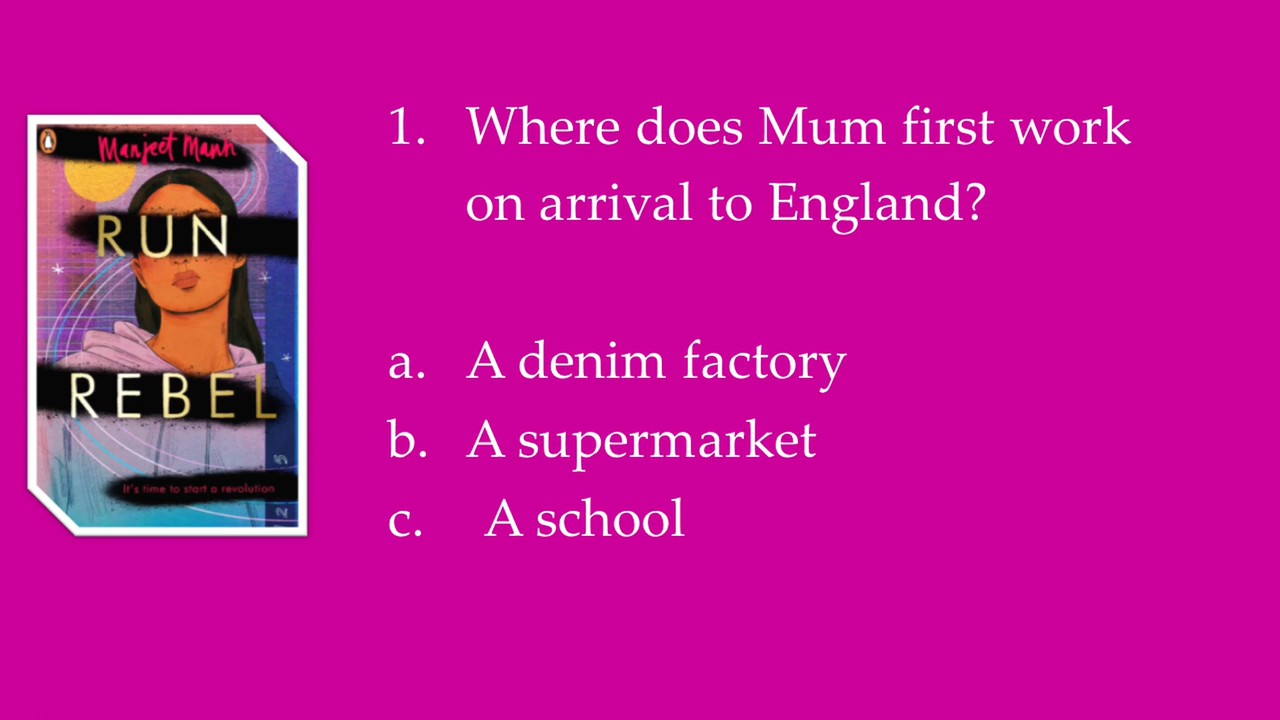 Manjeet Mann
RUN
REBEL
It's time to start a revolution
1. Where does Mum first work
on arrival to England?
a. A denim factory
b. A supermarket
c. A school